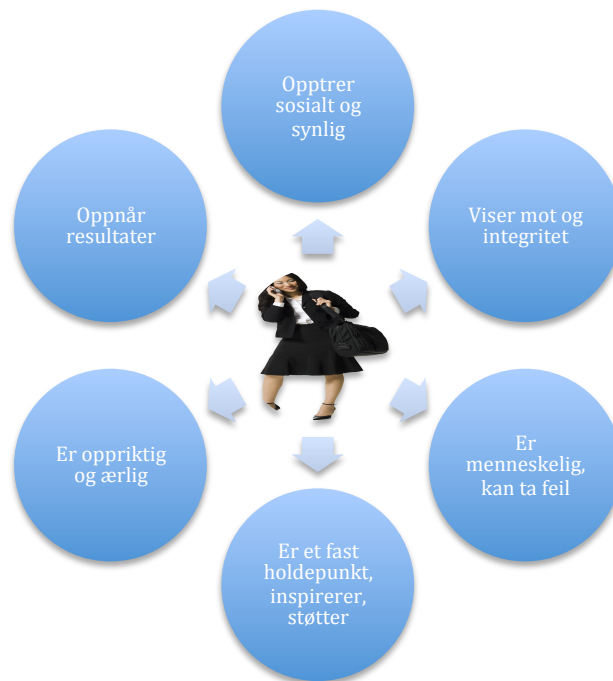 Opptrer
sosialt og
synlig
Viser mot og
integritet
Er
menneskelig,
kan ta feil
Er et fast
holdepunkt,
inspirerer,
støtter
Er oppriktig
og ærlig
Oppnår
resultater